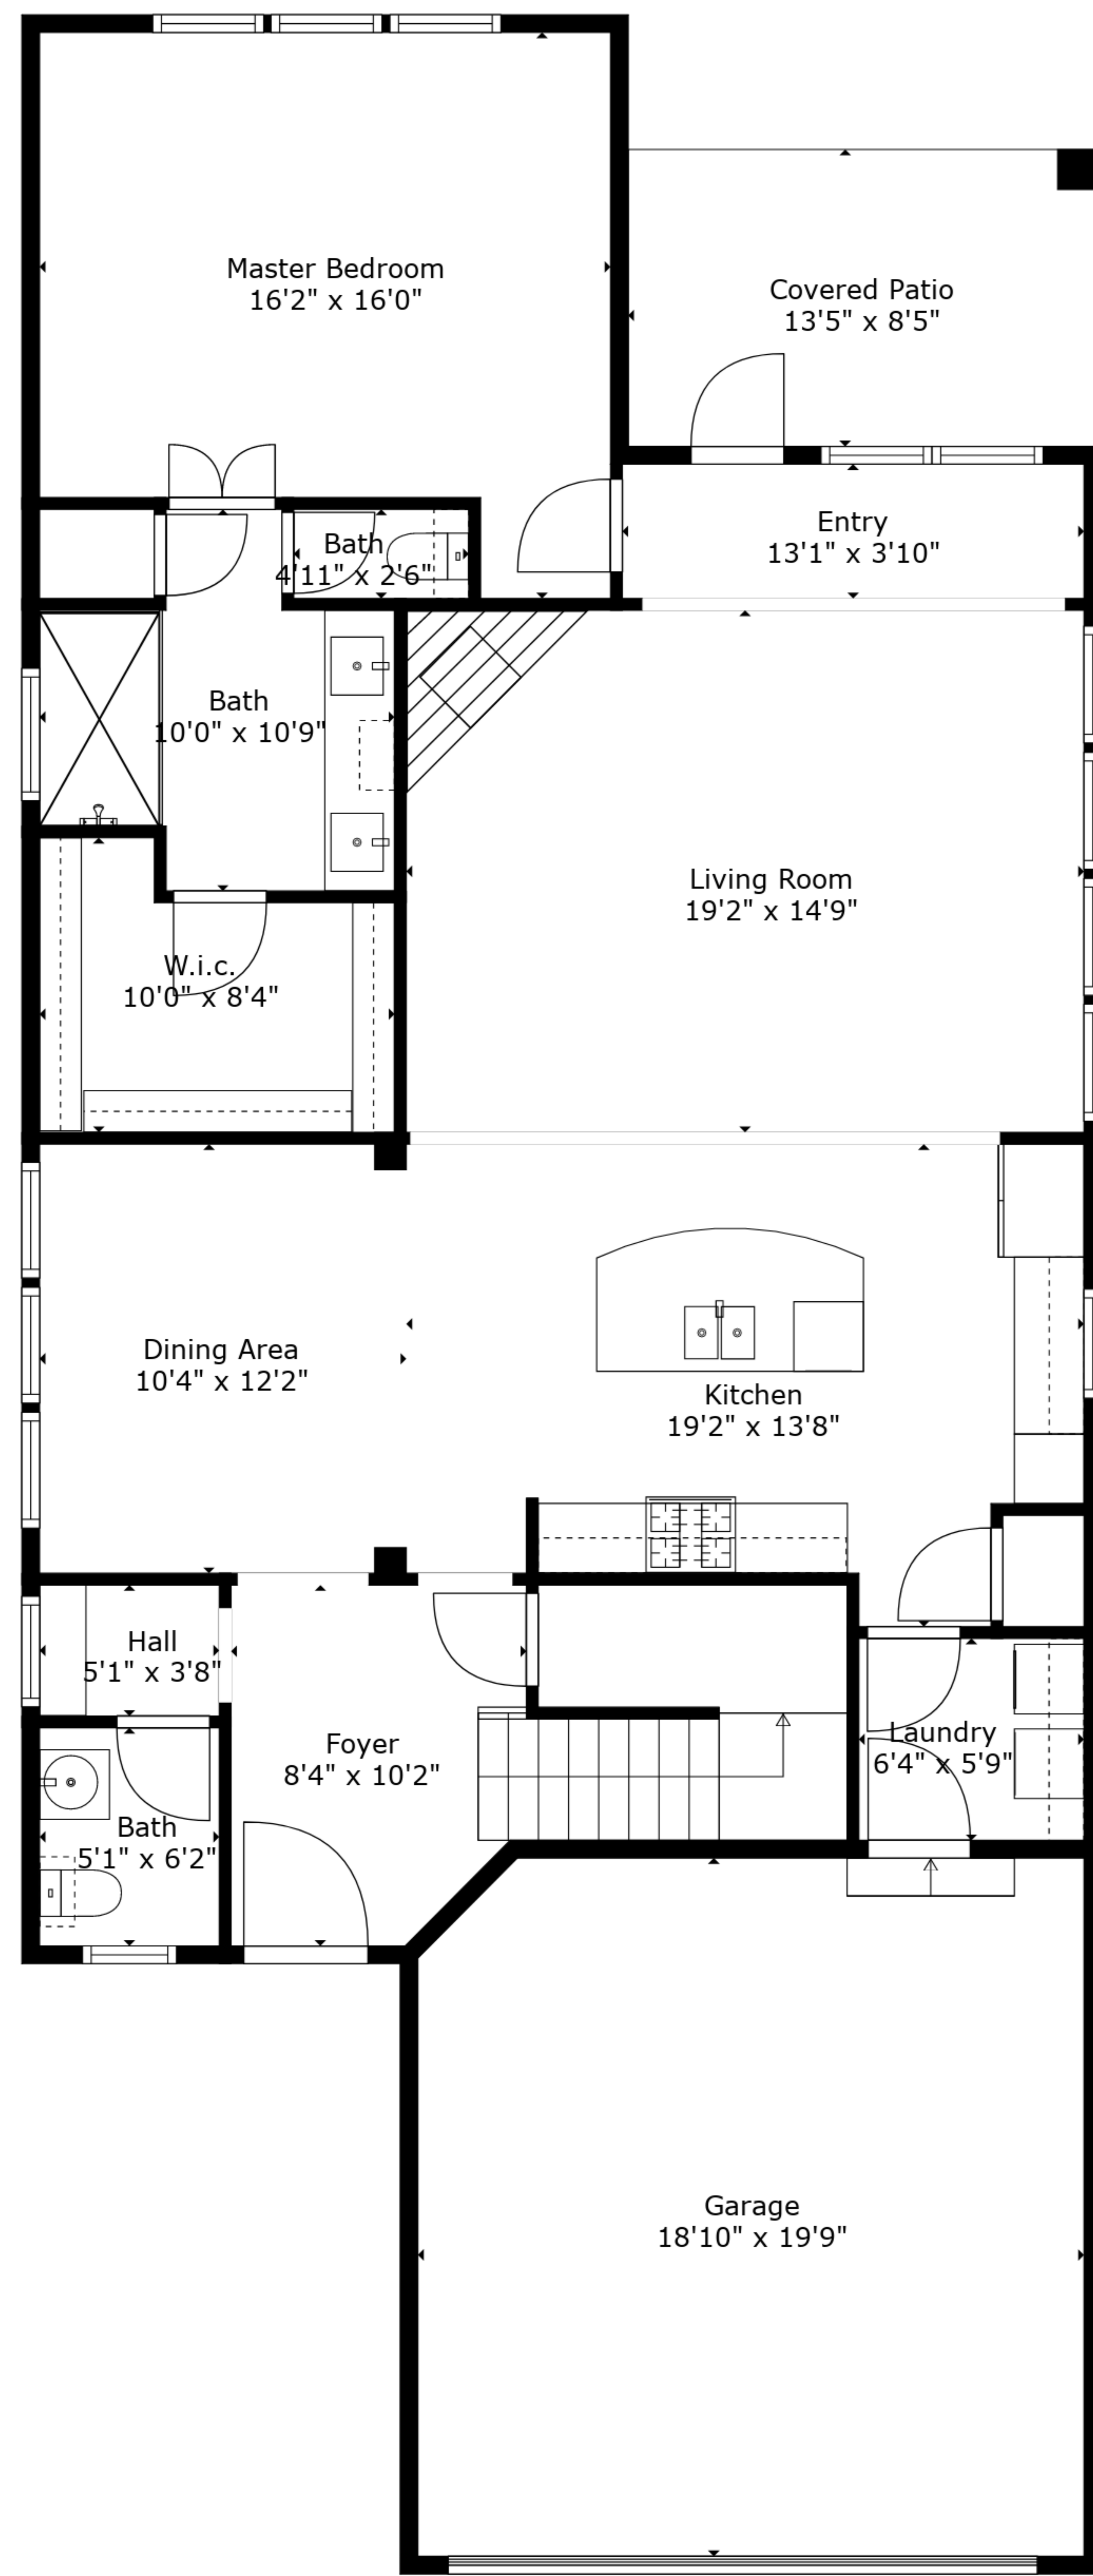 Master Bedroom
16'2" x 16'0"
Covered Patio
13'5" x 8'5"
Entry
13'1" x 3'10"
Bath
4'11" x 2'6"
Bath
10'0" x 10'9"
Living Room
19'2" x 14'9"
W.i.c.
10'0" x 8'4"
Dining Area
10'4" x 12'2"
Kitchen
19'2" x 13'8"
Hall
5'1" x 3'8"
Foyer
8'4" x 10'2"
Laundry
6'4" x 5'9"
Bath
5'1" x 6'2"
Garage
18'10" x 19'9"